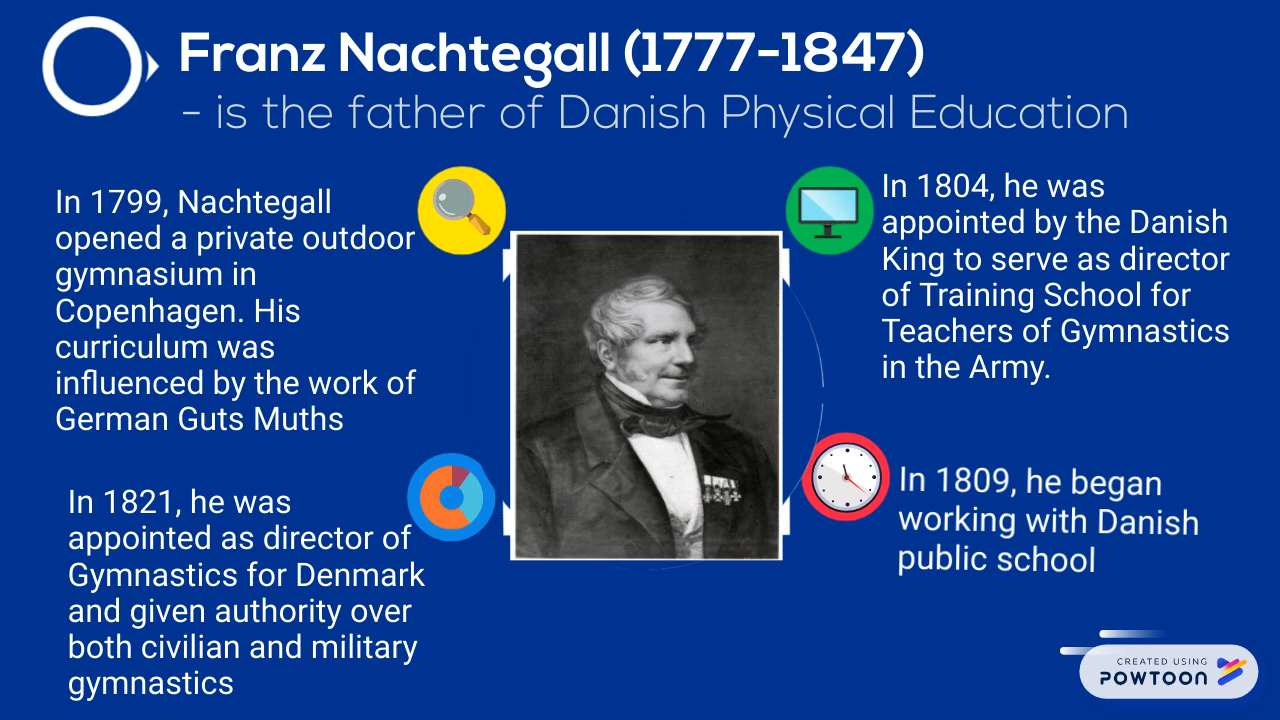 Franz Nachtegall (1777-1847)
- is the father of Danish Physical Education
In 1799, Nachtegall
opened a private outdoor
gymnasium in
Copenhagen. His
curriculum was
influenced by the work of
German Guts Muths
In 1804, he was
appointed by the Danish
King to serve as director
of Training School for
Teachers of Gymnastics
in the Army.
In 1809, he began
working with Danish
public school
In 1821, he was
appointed as director of
Gymnastics for Denmark
and given authority over
both civilian and military
gymnastics
CREATED USING
POWTOON